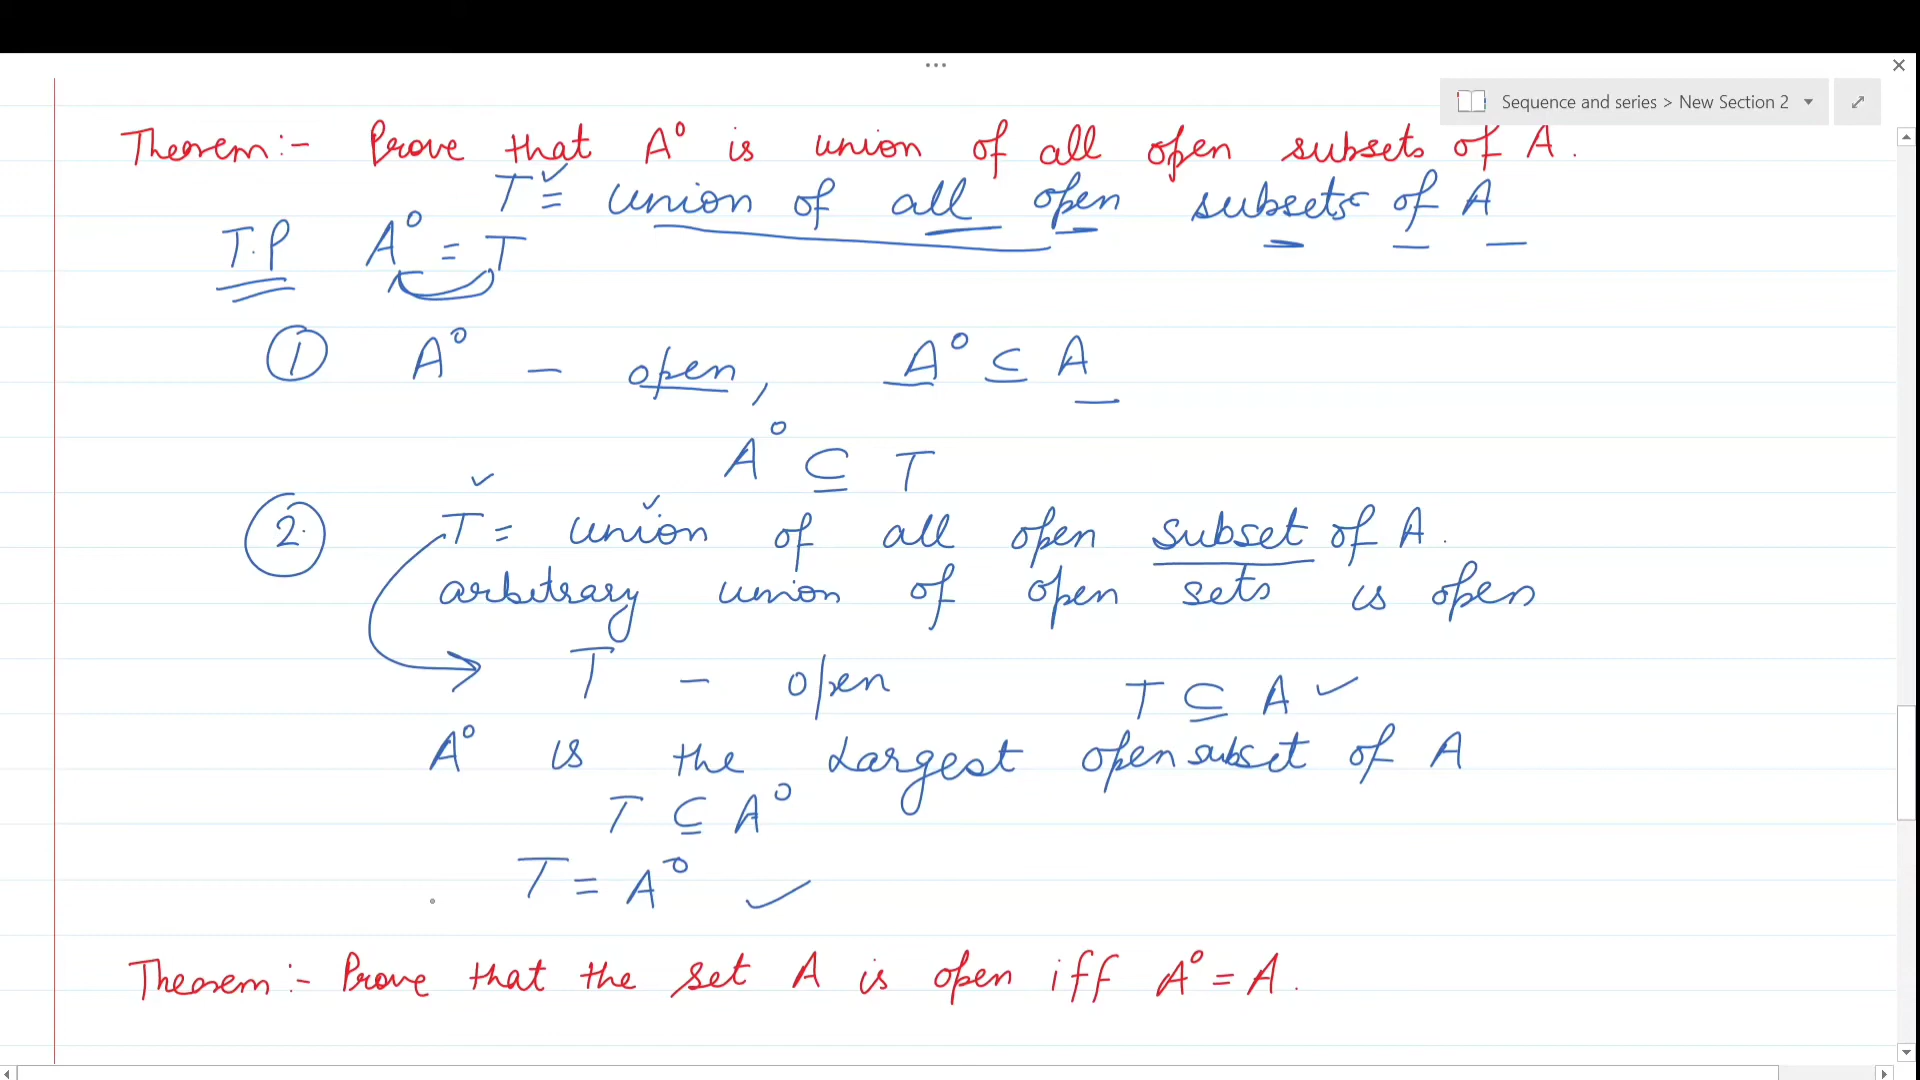 Sequence and series > New Section 2
Theorem:- Prove that A° is union of all open subsets of A.
T = union of all open subsets of A
T.P A° = T
① A° - open, A° ⊆ A
A° ⊆ T
② T = union of all open subset of A.
arbitrary union of open sets is open
T - open T ⊆ A ✓
A° is the Largest open subset of A
T ⊆ A°
T = A° ✓
Theorem:- Prove that the set A is open iff A° = A.